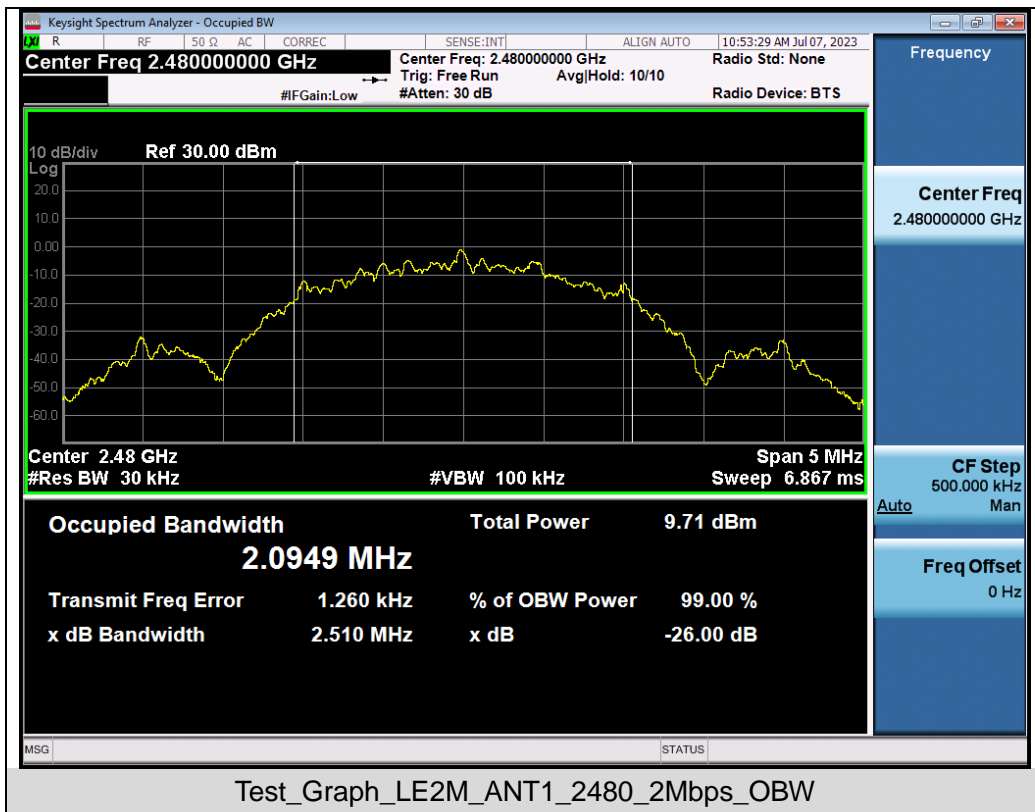 Keysight Spectrum Analyzer - Occupied BW
LXI R RF 50 Ω AC CORREC SENSE:INT ALIGN AUTO 10:53:29 AM Jul 07, 2023
Center Freq 2.480000000 GHz
Center Freq: 2.480000000 GHz
Radio Std: None
Trig: Free Run Avg|Hold: 10/10
#IFGain:Low #Atten: 30 dB
Radio Device: BTS
Frequency
10 dB/div Ref 30.00 dBm
Log
20.0
10.0
0.00
-10.0
-20.0
-30.0
-40.0
-50.0
-60.0
Center Freq
2.480000000 GHz
Center 2.48 GHz Span 5 MHz
#Res BW 30 kHz #VBW 100 kHz Sweep 6.867 ms
CF Step
500.000 kHz
Auto Man
Freq Offset
0 Hz
Occupied Bandwidth Total Power 9.71 dBm
2.0949 MHz
Transmit Freq Error 1.260 kHz % of OBW Power 99.00 %
x dB Bandwidth 2.510 MHz x dB -26.00 dB
MSG STATUS
Test_Graph_LE2M_ANT1_2480_2Mbps_OBW